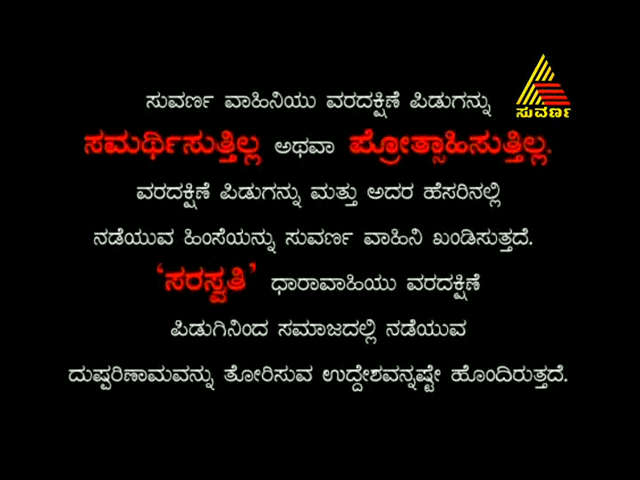 ಸುವರ್ಣ
ಸುವರ್ಣ ವಾಹಿನಿಯು ವರದಕ್ಷಿಣೆ ಪಿಡುಗನ್ನು
ಸಮರ್ಥಿಸುತ್ತಿಲ್ಲ ಅಥವಾ ಪ್ರೋತ್ಸಾಹಿಸುತ್ತಿಲ್ಲ.
ವರದಕ್ಷಿಣೆ ಪಿಡುಗನ್ನು ಮತ್ತು ಅದರ ಹೆಸರಿನಲ್ಲಿ
ನಡೆಯುವ ಹಿಂಸೆಯನ್ನು ಸುವರ್ಣ ವಾಹಿನಿ ಖಂಡಿಸುತ್ತದೆ.
‘ಸರಸ್ವತಿ’ ಧಾರಾವಾಹಿಯು ವರದಕ್ಷಿಣೆ
ಪಿಡುಗಿನಿಂದ ಸಮಾಜದಲ್ಲಿ ನಡೆಯುವ
ದುಷ್ಪರಿಣಾಮವನ್ನು ತೋರಿಸುವ ಉದ್ದೇಶವನ್ನಷ್ಟೇ ಹೊಂದಿರುತ್ತದೆ.